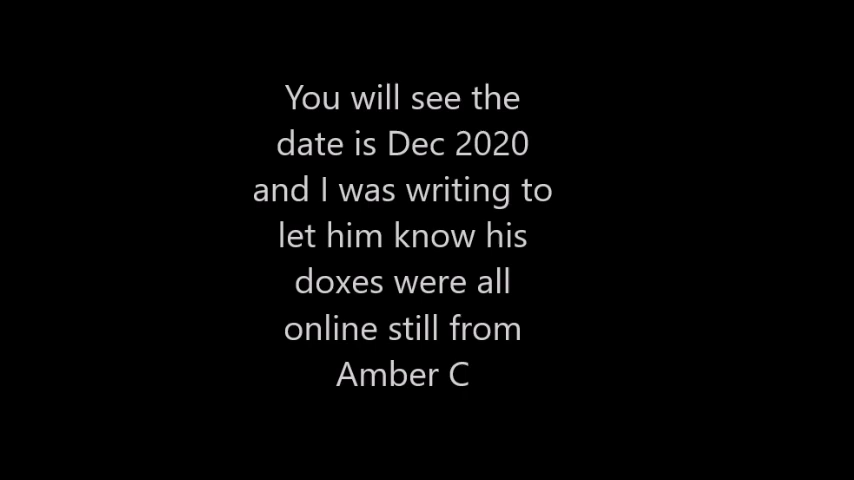 You will see the
date is Dec 2020
and I was writing to
let him know his
doxes were all
online still from
Amber C